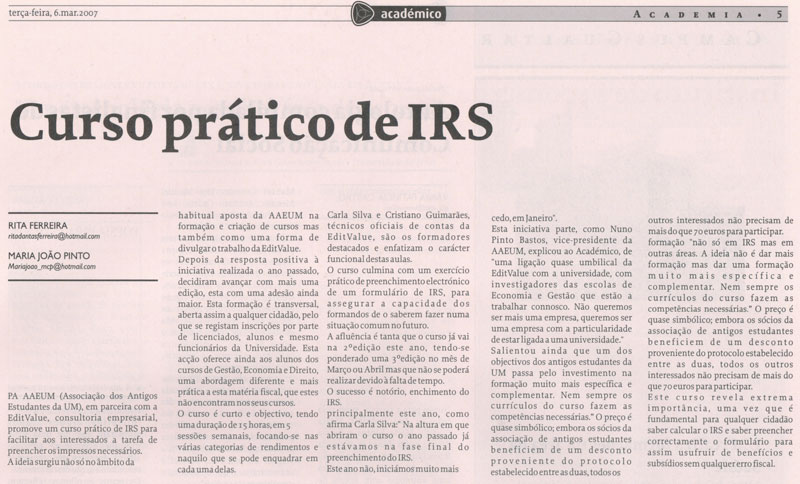 terça-feira, 6.mar.2007
académico
ACADEMIA • 5
Curso prático de IRS
RITA FERREIRA
ritadantasferreira@hotmail.com
MARIA JOÃO PINTO
Mariajoao_mcp@hotmail.com
PA AAEUM (Associação dos Antigos
Estudantes da UM), em parceria com a
EditValue, consultoria empresarial,
promove um curso prático de IRS para
facilitar aos interessados a tarefa de
preencher os impressos necessários.
A ideia surgiu não só no âmbito da
habitual aposta da AAEUM na
formação e criação de cursos mas
também como uma forma de
divulgar o trabalho da EditValue.
Depois da resposta positiva à
iniciativa realizada o ano passado,
decidiram avançar com mais uma
edição, esta com uma adesão ainda
maior. Esta formação é transversal,
aberta assim a qualquer cidadão, pelo
que se registam inscrições por parte
de licenciados, alunos e mesmo
funcionários da Universidade. Esta
acção oferece ainda aos alunos dos
cursos de Gestão, Economia e Direito,
uma abordagem diferente e mais
prática a esta matéria fiscal, que estes
não encontram nos seus cursos.
O curso é curto e objectivo, tendo
uma duração de 15 horas, em 5
sessões semanais, focando-se nas
várias categorias de rendimentos e
naquilo que se pode enquadrar em
cada uma delas.
Carla Silva e Cristiano Guimarães,
técnicos oficiais de contas da
EditValue, são os formadores
destacados e enfatizam o carácter
funcional destas aulas.
O curso culmina com um exercício
prático de preenchimento electrónico
de um formulário de IRS, para
assegurar a capacidade dos
formandos de o saberem fazer numa
situação comum no futuro.
A afluência é tanta que o curso já vai
na 2ªedição este ano, tendo-se
ponderado uma 3ªedição no mês de
Março ou Abril mas que não se poderá
realizar devido à falta de tempo.
O sucesso é notório, enchimento do
IRS.
principalmente este ano, como
afirma Carla Silva:" Na altura em que
abriram o curso o ano passado já
estávamos na fase final do
preenchimento do IRS.
Este ano não, iniciámos muito mais
cedo, em Janeiro".
Esta iniciativa parte, como Nuno
Pinto Bastos, vice-presidente da
AAEUM, explicou ao Académico, de
"uma ligação quase umbilical da
EditValue com a universidade, com
investigadores das escolas de
Economia e Gestão que estão a
trabalhar connosco. Não queremos
ser mais uma empresa, queremos ser
uma empresa com a particularidade
de estar ligada a uma universidade."
Salientou ainda que um dos
objectivos dos antigos estudantes da
UM passa pelo investimento na
formação muito mais específica e
complementar. Nem sempre os
currículos do curso fazem as
competências necessárias." O preço é
quase simbólico; embora os sócios da
associação de antigos estudantes
beneficiem de um desconto
proveniente do protocolo
estabelecido entre as duas, todos os
outros interessados não precisam de
mais do que 70 euros para participar.
formação "não só em IRS mas em
outras áreas. A ideia não é dar mais
formação mas dar uma formação
muito mais específica e
complementar. Nem sempre os
currículos do curso fazem as
competências necessárias." O preço é
quase simbólico; embora os sócios da
associação de antigos estudantes
beneficiem de um desconto
proveniente do protocolo estabelecido
entre as duas, todos os outros
interessados não precisam de mais do
que 70 euros para participar.
Este curso revela extrema
importância, uma vez que é
fundamental para qualquer cidadão
saber calcular o IRS e saber preencher
correctamente o formulário para
assim usufruir de benefícios e
subsídios sem qualquer erro fiscal.